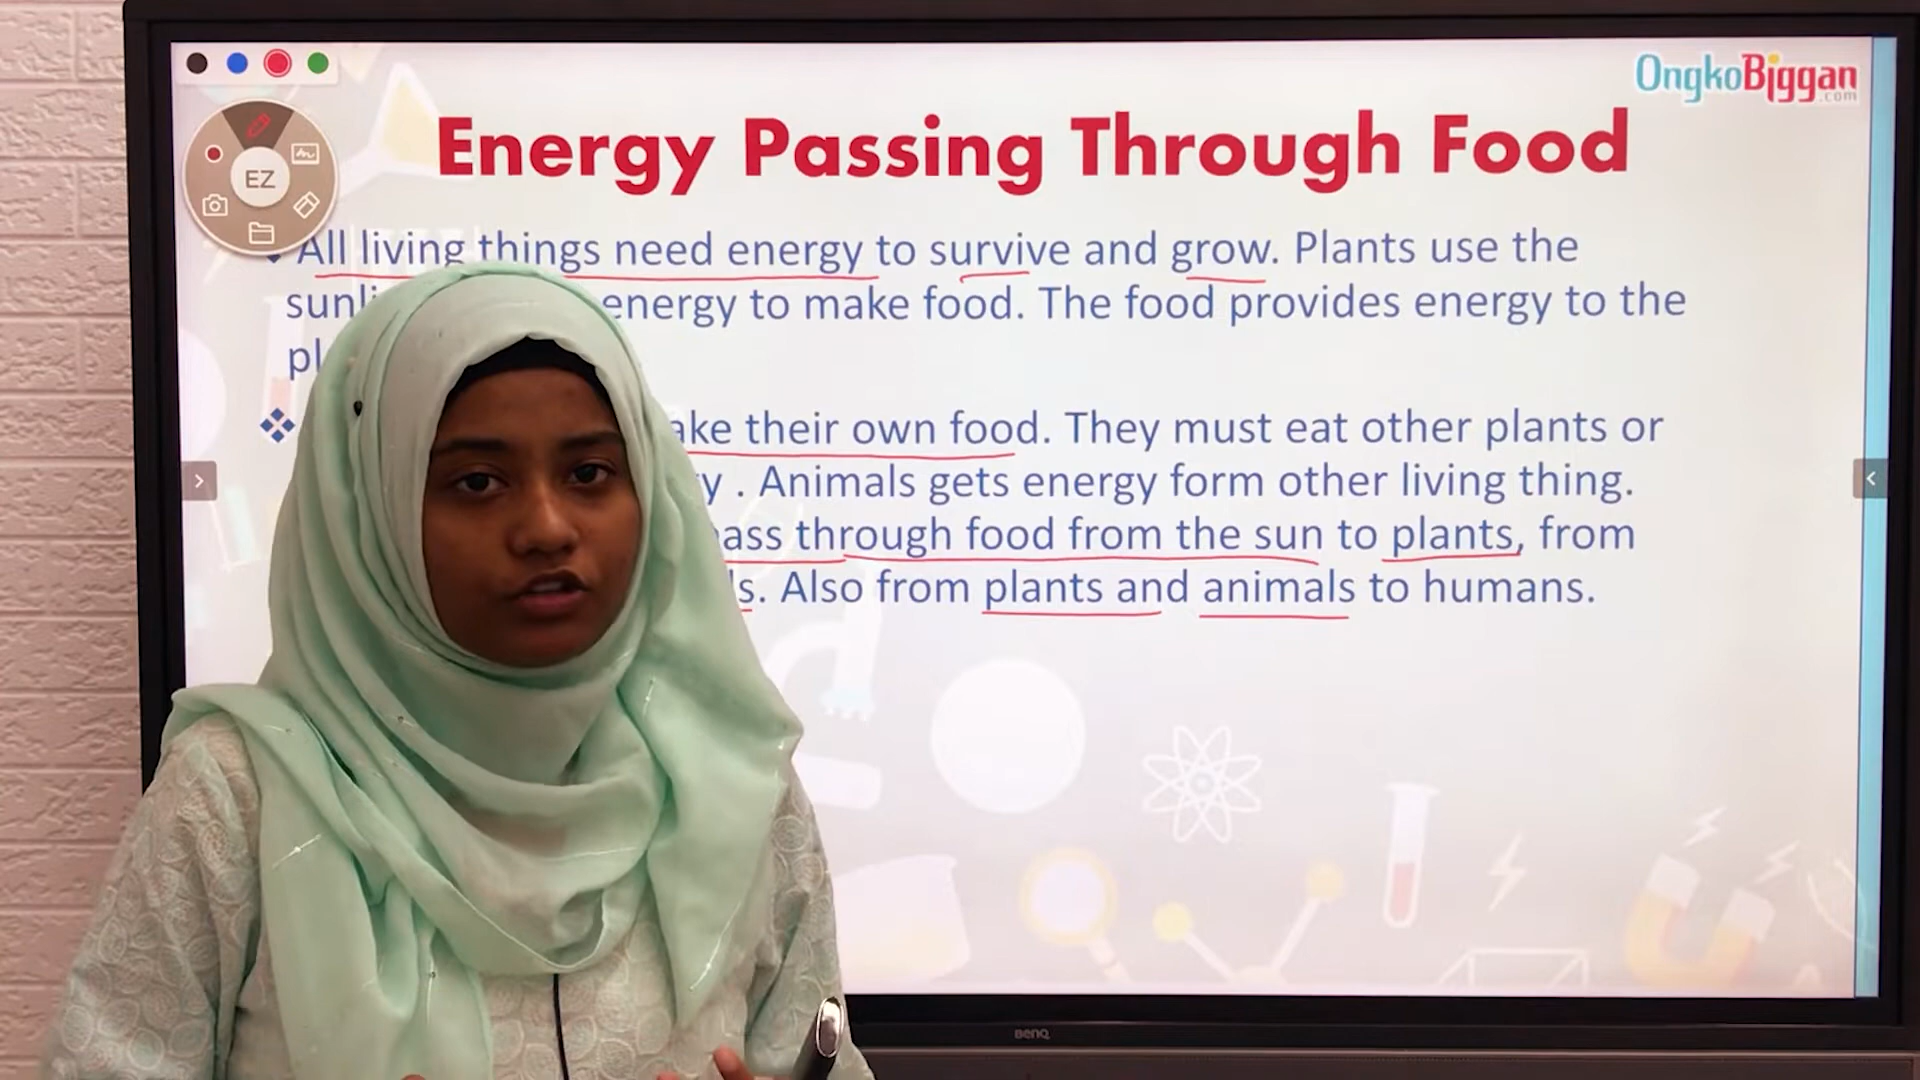 OngkoBiggan
.com
EZ
Energy Passing Through Food
All living things need energy to survive and grow. Plants use the
energy to make food. The food provides energy to the
their own food. They must eat other plants or
. Animals gets energy form other living thing.
through food from the sun to plants, from
. Also from plants and animals to humans.
BenQ